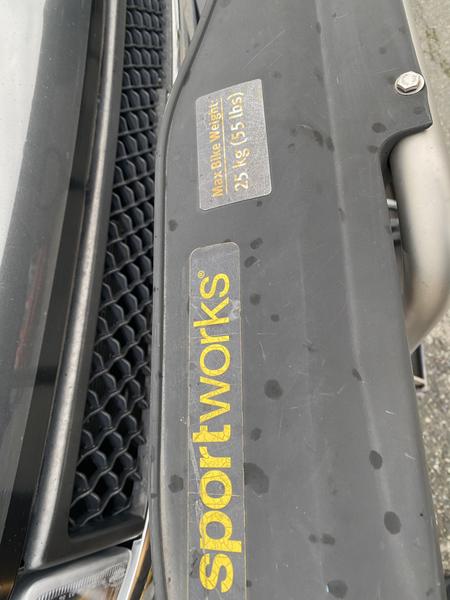 Max Bike Weight:
25 kg (55 lbs)
sportworks®